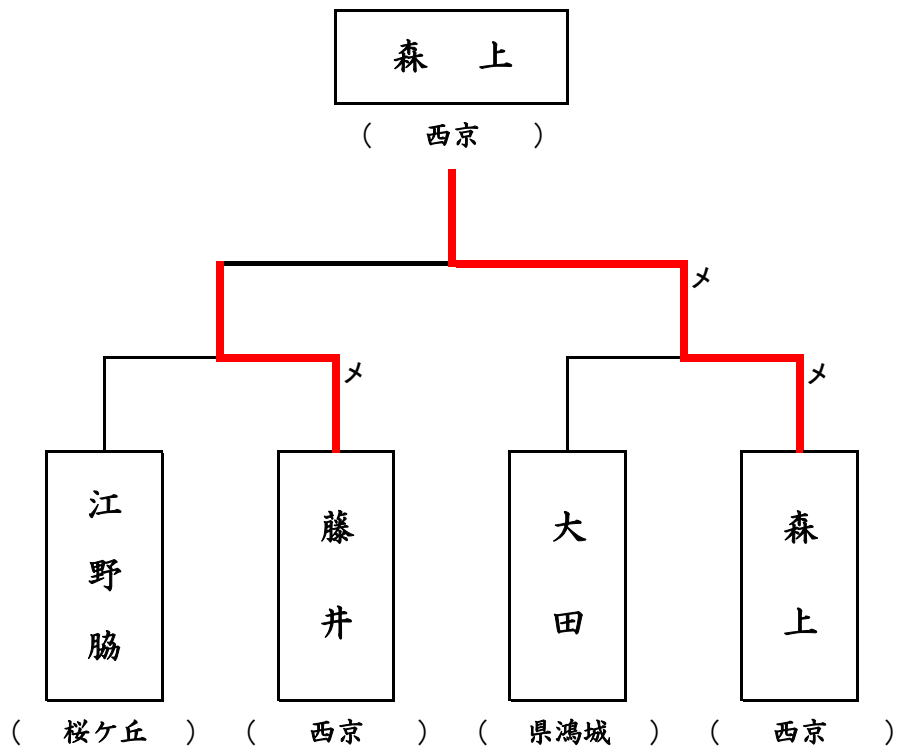 森 上
( 西京 )
メ
メ
メ
江野脇
藤井
大田
森上
( 桜ケ丘 )
( 西京 )
( 県鴻城 )
( 西京 )